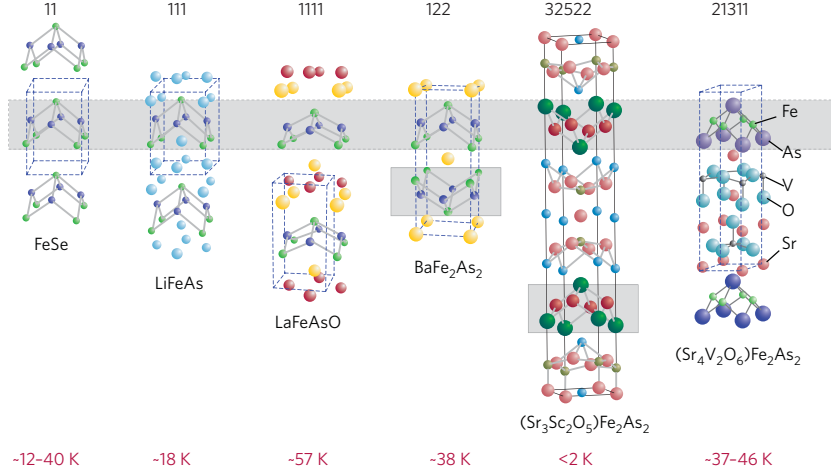 11 111 1111 122 32522 21311
Fe
As
V
O
Sr
FeSe
LiFeAs
BaFe₂As₂
LaFeAsO
(Sr₄V₂O₆)Fe₂As₂
(Sr₃Sc₂O₅)Fe₂As₂
~12–40 K ~18 K ~57 K ~38 K <2 K ~37–46 K